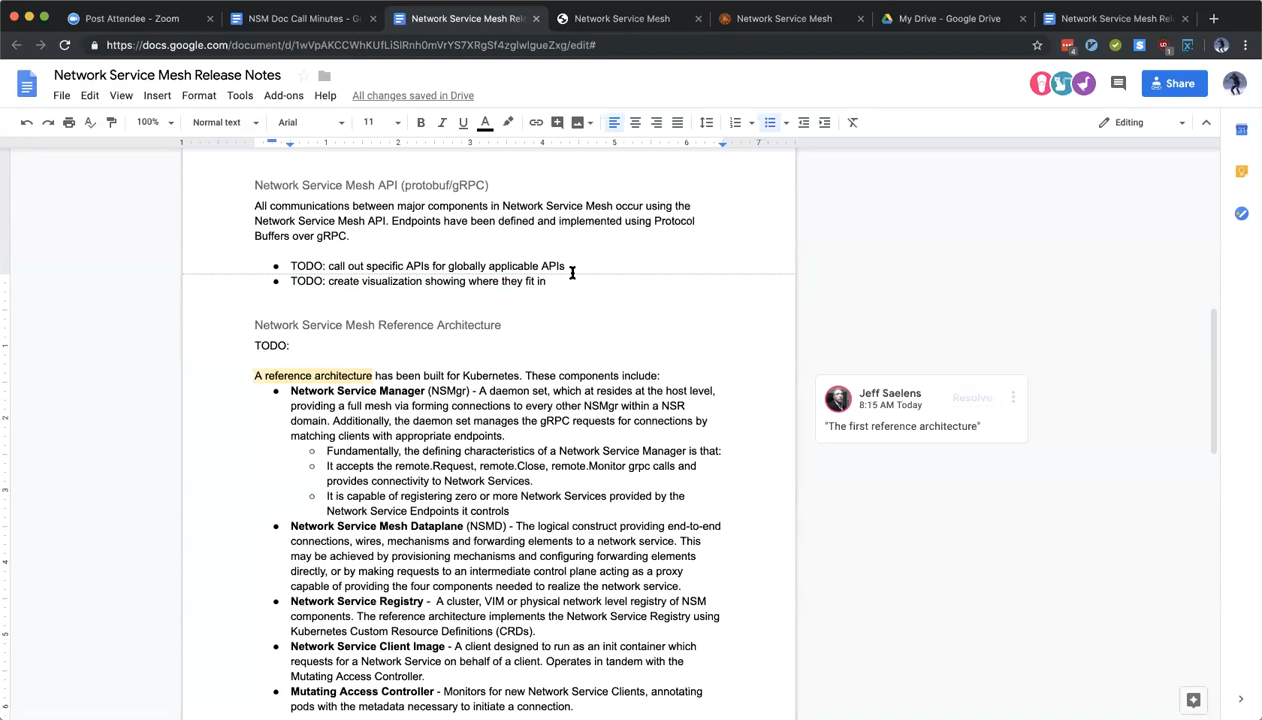 Post Attendee - Zoom
NSM Doc Call Minutes - G
Network Service Mesh Rele
Network Service Mesh
Network Service Mesh
My Drive - Google Drive
Network Service Mesh Rel
https://docs.google.com/document/d/1wVpAKCCWhKUfLiSlRnh0mVrYS7XRgSf4zglwlgueZxg/edit#
Network Service Mesh Release Notes
Share
File Edit View Insert Format Tools Add-ons Help All changes saved in Drive
100% Normal text Arial 11 B I U A Editing
1 1 2 3 4 5 6 7
Network Service Mesh API (protobuf/gRPC)
All communications between major components in Network Service Mesh occur using the
Network Service Mesh API. Endpoints have been defined and implemented using Protocol
Buffers over gRPC.
● TODO: call out specific APIs for globally applicable APIs
● TODO: create visualization showing where they fit in
Network Service Mesh Reference Architecture
TODO:
A reference architecture has been built for Kubernetes. These components include:
● Network Service Manager (NSMgr) - A daemon set, which at resides at the host level,
providing a full mesh via forming connections to every other NSMgr within a NSR
domain. Additionally, the daemon set manages the gRPC requests for connections by
matching clients with appropriate endpoints.
○ Fundamentally, the defining characteristics of a Network Service Manager is that:
○ It accepts the remote.Request, remote.Close, remote.Monitor grpc calls and
provides connectivity to Network Services.
○ It is capable of registering zero or more Network Services provided by the
Network Service Endpoints it controls
● Network Service Mesh Dataplane (NSMD) - The logical construct providing end-to-end
connections, wires, mechanisms and forwarding elements to a network service. This
may be achieved by provisioning mechanisms and configuring forwarding elements
directly, or by making requests to an intermediate control plane acting as a proxy
capable of providing the four components needed to realize the network service.
● Network Service Registry - A cluster, VIM or physical network level registry of NSM
components. The reference architecture implements the Network Service Registry using
Kubernetes Custom Resource Definitions (CRDs).
● Network Service Client Image - A client designed to run as an init container which
requests for a Network Service on behalf of a client. Operates in tandem with the
Mutating Access Controller.
● Mutating Access Controller - Monitors for new Network Service Clients, annotating
pods with the metadata necessary to initiate a connection.
Jeff Saelens
8:15 AM Today
Resolve
"The first reference architecture"